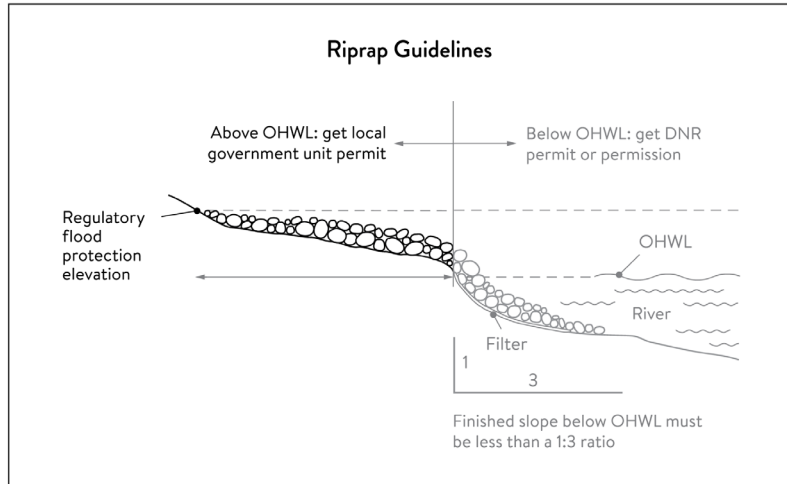 Riprap Guidelines
Above OHWL: get local
government unit permit
Below OHWL: get DNR
permit or permission
Regulatory
flood
protection
elevation
OHWL
River
Filter
1
3
Finished slope below OHWL must
be less than a 1:3 ratio